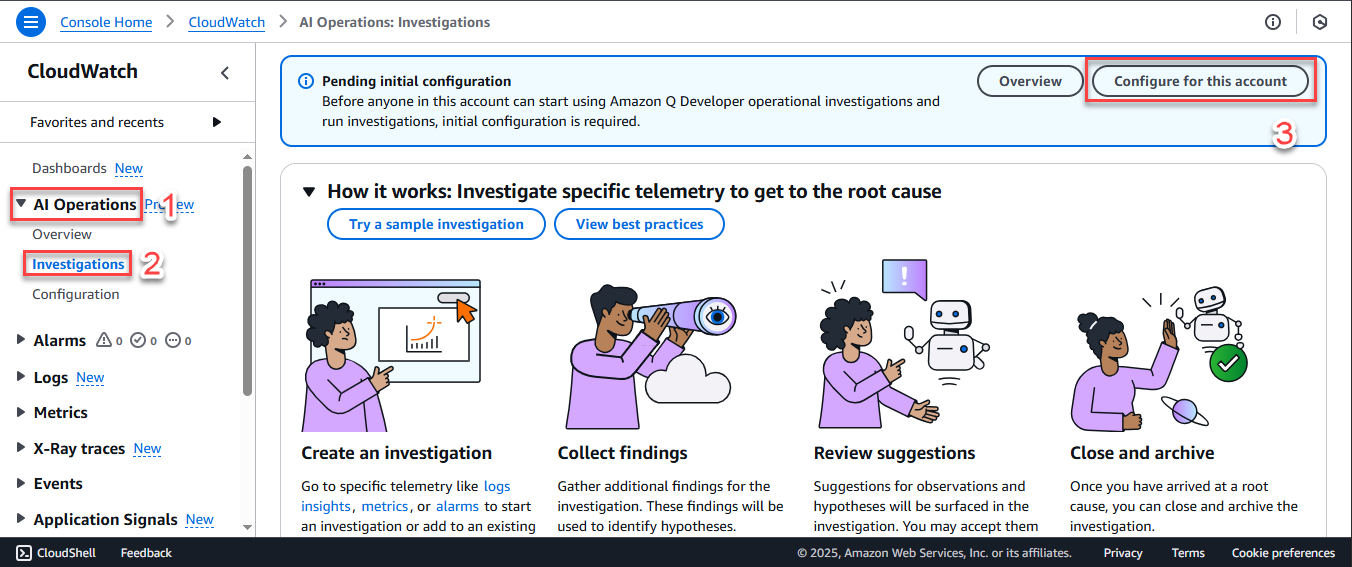 Console Home > CloudWatch > AI Operations: Investigations
CloudWatch
Favorites and recents
Dashboards New
AI Operations 1
Overview
Investigations 2
Configuration
Alarms 0 0 0
Logs New
Metrics
X-Ray traces New
Events
Application Signals New
Pending initial configuration
Before anyone in this account can start using Amazon Q Developer operational investigations and
run investigations, initial configuration is required.
Overview
Configure for this account
3
How it works: Investigate specific telemetry to get to the root cause
Try a sample investigation
View best practices
!
Create an investigation
Go to specific telemetry like logs
insights, metrics, or alarms to start
an investigation or add to an existing
Collect findings
Gather additional findings for the
investigation. These findings will be
used to identify hypotheses.
Review suggestions
Suggestions for observations and
hypotheses will be surfaced in the
investigation. You may accept them
Close and archive
Once you have arrived at a root
cause, you can close and archive the
investigation.
CloudShell
Feedback
© 2025, Amazon Web Services, Inc. or its affiliates.
Privacy
Terms
Cookie preferences